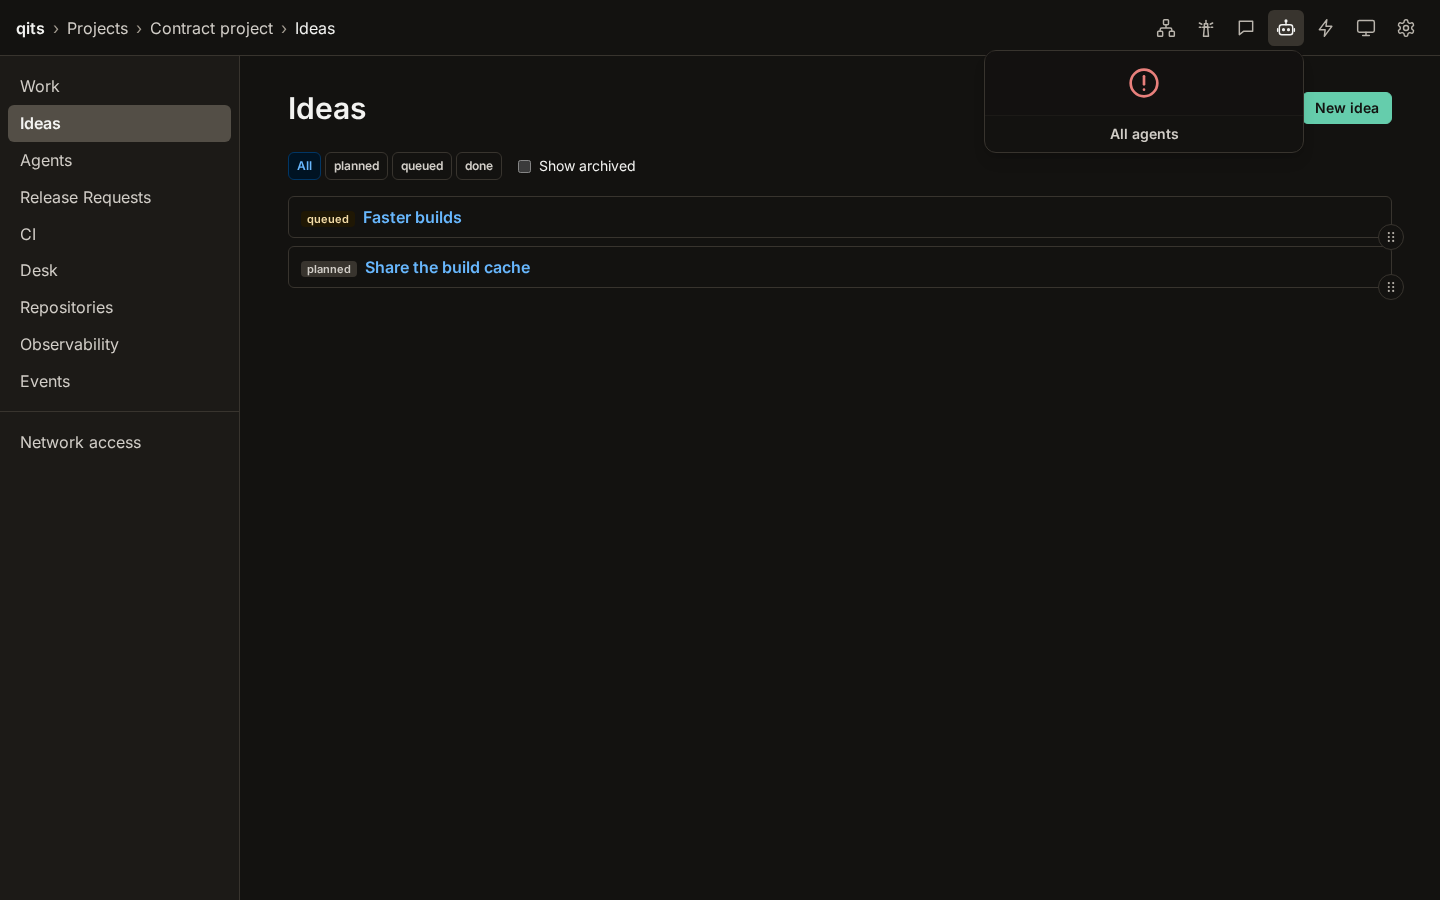 qits › Projects › Contract project › Ideas
Work
Ideas
Agents
Release Requests
CI
Desk
Repositories
Observability
Events
Network access
Ideas
New idea
All agents
All planned queued done Show archived
queued Faster builds
planned Share the build cache